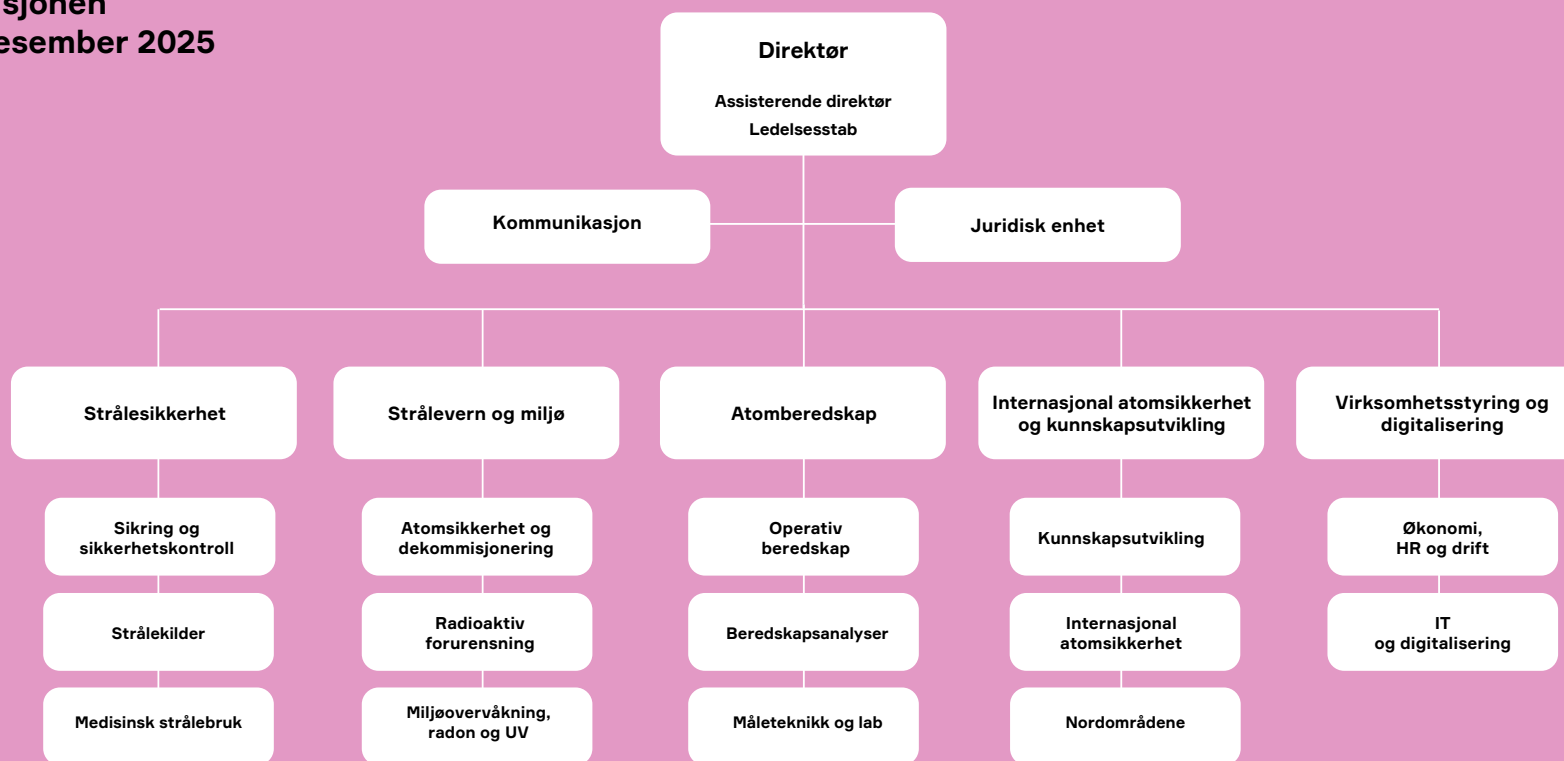 sjonen
esember 2025
Direktør
Assisterende direktør
Ledelsesstab
Kommunikasjon
Juridisk enhet
Strålesikkerhet
Strålevern og miljø
Atomberedskap
Internasjonal atomsikkerhet
og kunnskapsutvikling
Virksomhetsstyring og
digitalisering
Sikring og
sikkerhetskontroll
Atomsikkerhet og
dekommisjonering
Operativ
beredskap
Kunnskapsutvikling
Økonomi,
HR og drift
Strålekilder
Radioaktiv
forurensning
Beredskapsanalyser
Internasjonal
atomsikkerhet
IT
og digitalisering
Medisinsk strålebruk
Miljøovervåkning,
radon og UV
Måleteknikk og lab
Nordområdene